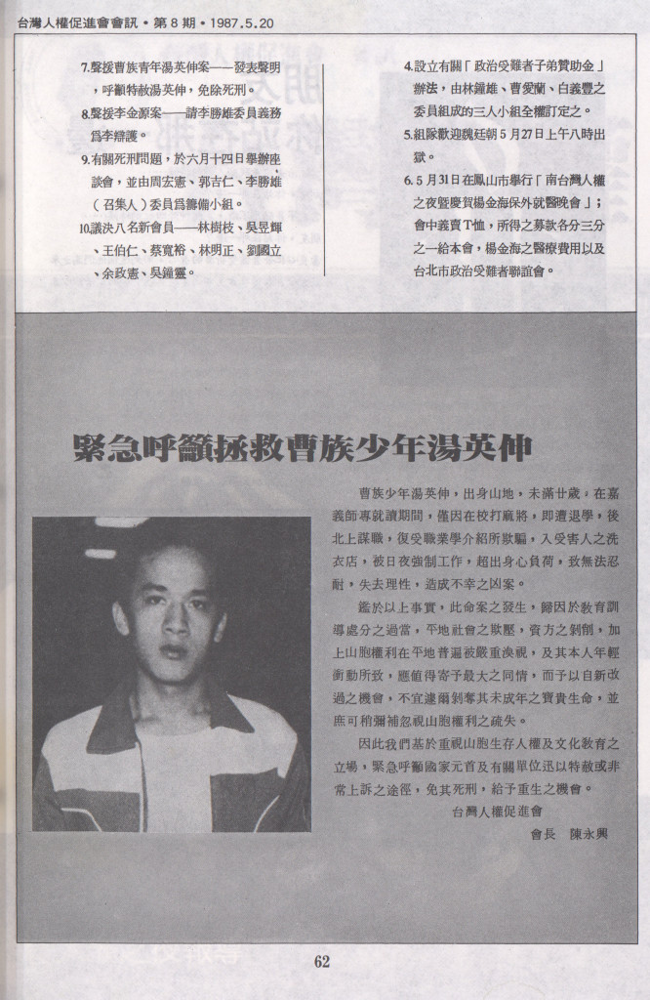 台灣人權促進會會訊•第8期•1987.5.20
7.聲援曹族青年湯英伸案——發表聲明
，呼籲特赦湯英伸，免除死刑。
8.聲援李金源案——請李勝雄委員義務
爲李辯護。
9.有關死刑問題，於六月十四日舉辦座
談會，並由周宏憲、郭吉仁、李勝雄
（召集人）委員爲籌備小組。
10.議決八名新會員——林樹枝、吳昱輝
、王伯仁、蔡寬裕、林明正、劉國立
、余政憲、吳鐘靈。
4.設立有關「政治受難者子弟贊助金」
辦法，由林鐘雄、曹愛蘭、白義豐之
委員組成的三人小組全權訂定之。
5.組隊歡迎魏廷朝5月27日上午八時出
獄。
6.5月31日在鳳山市舉行「南台灣人權
之夜暨慶賀楊金海保外就醫晚會」；
會中義賣T恤，所得之募款各分三分
之一給本會，楊金海之醫療費用以及
台北市政治受難者聯誼會。
緊急呼籲拯救曹族少年湯英伸
曹族少年湯英伸，出身山地，未滿廿歲，在嘉
義師專就讀期間，僅因在校打麻將，即遭退學，後
北上謀職，復受職業學介紹所欺騙，入受害人之洗
衣店，被日夜強制工作，超出身心負荷，致無法忍
耐，失去理性，造成不幸之凶案。
鑑於以上事實，此命案之發生，歸因於敎育訓
導處分之過當，平地社會之欺壓，資方之剝削，加
上山胞權利在平地普遍被嚴重漠視，及其本人年輕
衝動所致，應值得寄予最大之同情，而予以自新改
過之機會，不宜遽爾剝奪其未成年之寶貴生命，並
庶可稍彌補忽視山胞權利之疏失。
因此我們基於重視山胞生存人權及文化敎育之
立場，緊急呼籲國家元首及有關單位迅以特赦或非
常上訴之途徑，免其死刑，給予重生之機會。
台灣人權促進會
會長　陳永興
62